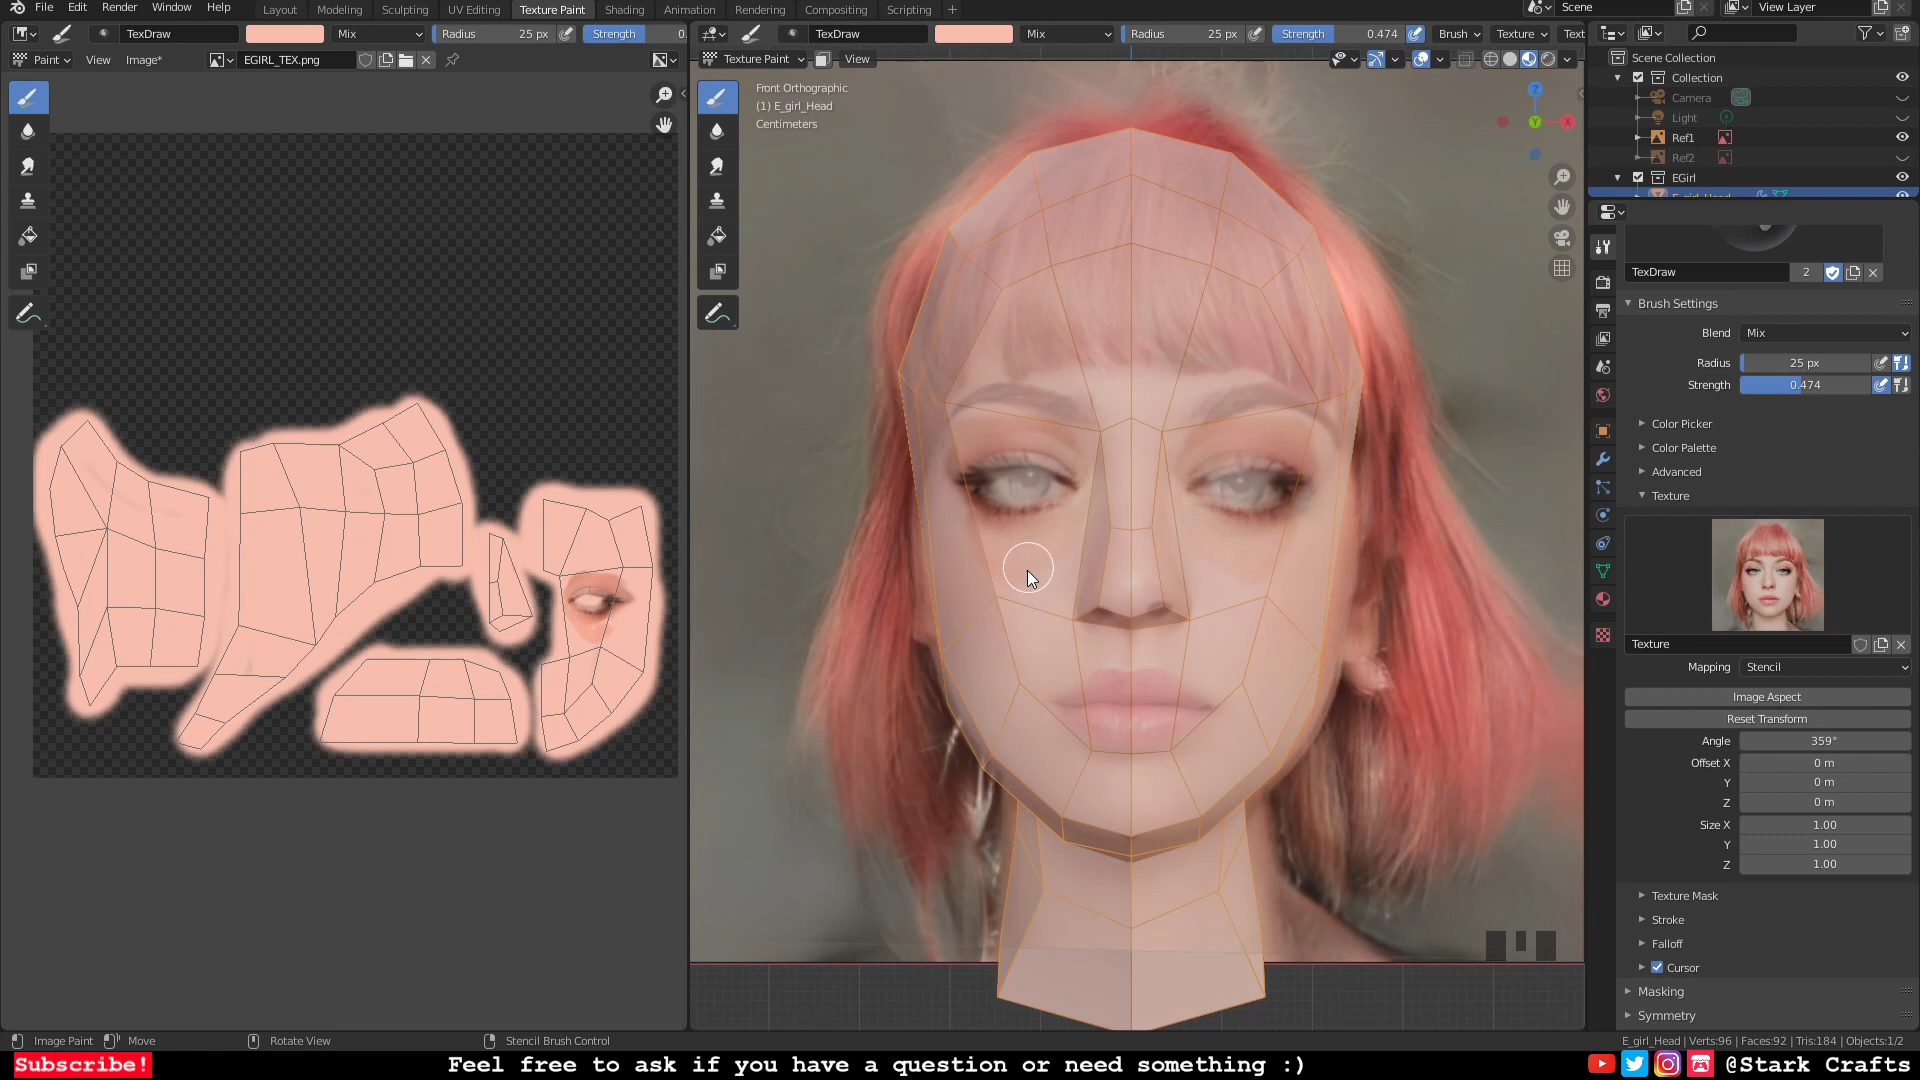 File Edit Render Window Help Layout Modeling Sculpting UV Editing Texture Paint Shading Animation Rendering Compositing Scripting + Scene View Layer
TexDraw Mix Radius 25 px Strength 0. TexDraw Mix Radius 25 px Strength 0.474 Brush Texture Text
Paint View Image* EGIRL_TEX.png Texture Paint View
Front Orthographic
(1) E_girl_Head
Centimeters
Z
X
Y
Scene Collection
Collection
Camera
Light
Ref1
Ref2
EGirl
TexDraw 2
Brush Settings
Blend Mix
Radius 25 px
Strength 0.474
Color Picker
Color Palette
Advanced
Texture
Texture
Mapping Stencil
Image Aspect
Reset Transform
Angle 359°
Offset X 0 m
Y 0 m
Z 0 m
Size X 1.00
Y 1.00
Z 1.00
Texture Mask
Stroke
Falloff
Cursor
Masking
Symmetry
Image Paint Move Rotate View Stencil Brush Control E_girl_Head | Verts:96 | Faces:92 | Tris:184 | Objects:1/2
Subscribe! Feel free to ask if you have a question or need something :) @Stark Crafts